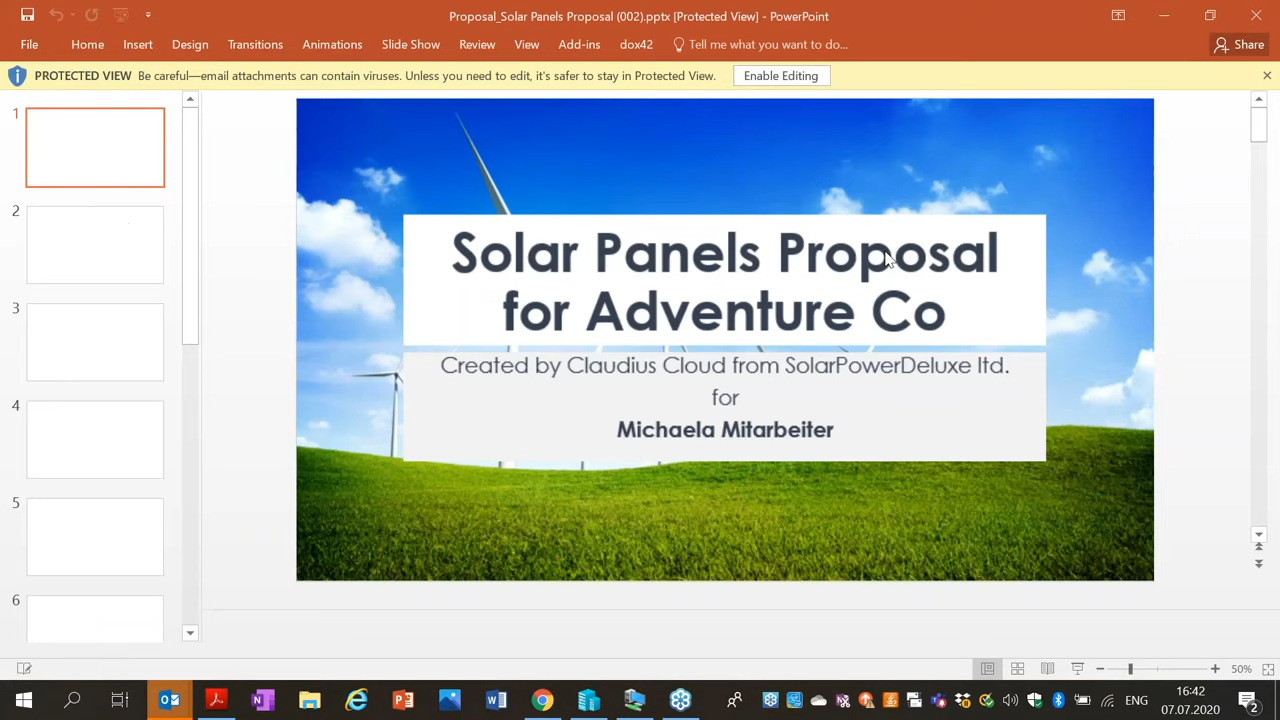 Proposal_Solar Panels Proposal (002).pptx [Protected View] - PowerPoint
File Home Insert Design Transitions Animations Slide Show Review View Add-ins dox42 Tell me what you want to do... Share
PROTECTED VIEW Be careful—email attachments can contain viruses. Unless you need to edit, it's safer to stay in Protected View. Enable Editing
1
2
3
4
5
6
Solar Panels Proposal
for Adventure Co
Created by Claudius Cloud from SolarPowerDeluxe ltd.
for
Michaela Mitarbeiter
50%
ENG
16:42
07.07.2020
2